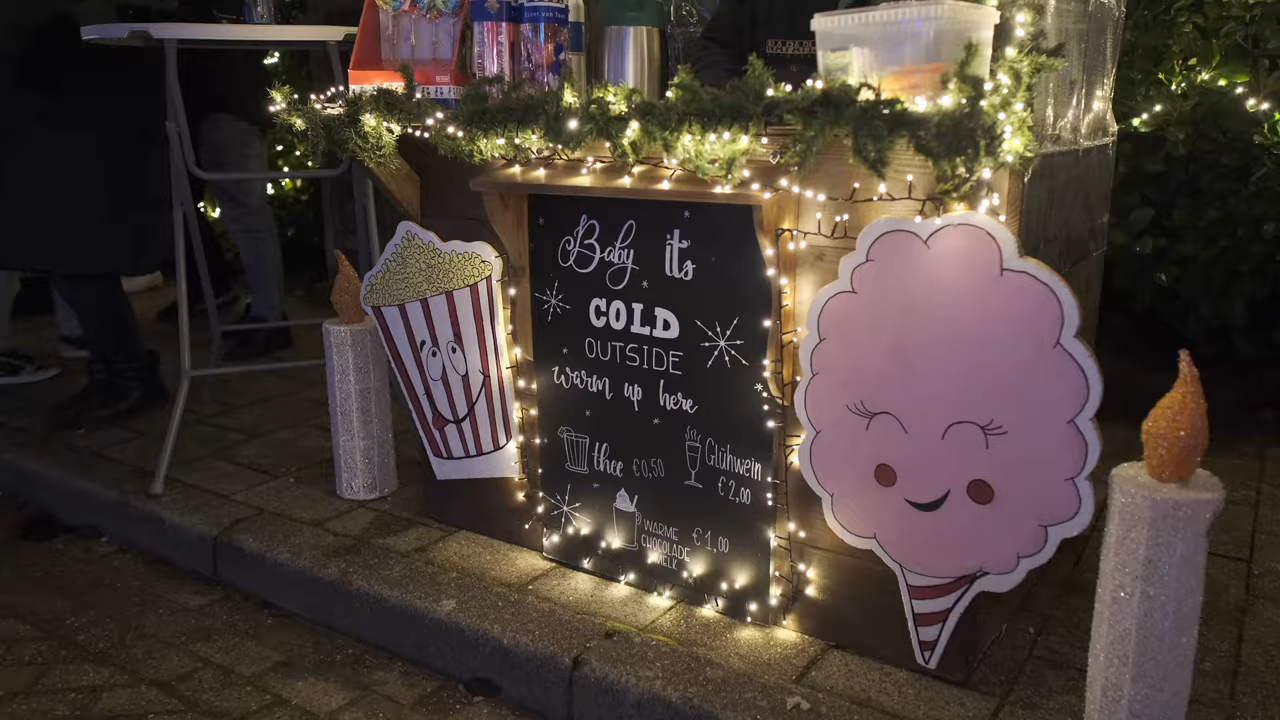 Baby it's
COLD
OUTSIDE
warm up here
thee €0,50
Glühwein
€2,00
WARME
CHOCOLADE
MELK
€1,00